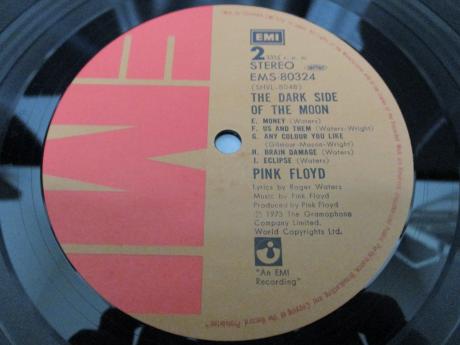 EMI
2
STEREO
EMS-80324
(SHVL-804B)
THE DARK SIDE
OF THE MOON
E. MONEY (Waters)
F. US AND THEM (Waters-Wright)
G. ANY COLOUR YOU LIKE
(Gilmour-Mason-Wright)
H. BRAIN DAMAGE (Waters)
I. ECLIPSE (Waters)
PINK FLOYD
Lyrics by Roger Waters
Music by Pink Floyd
Produced by Pink Floyd
Ⓟ 1973 The Gramophone
Company Limited.
World Copyrights Ltd.
"An EMI
Recording"
EMI